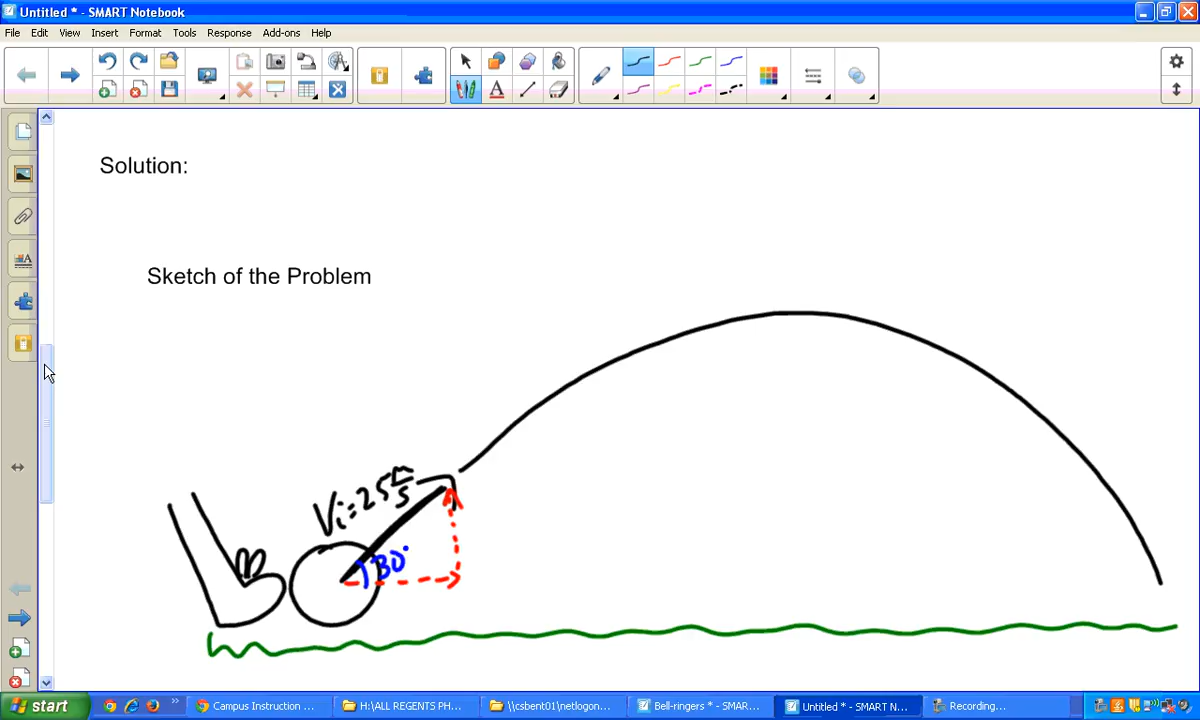 Untitled * - SMART Notebook
File Edit View Insert Format Tools Response Add-ons Help
Solution:
Sketch of the Problem
Vi=25 m/s
30°
start
Campus Instruction ...
H:\ALL REGENTS PH...
\\csbent01\netlogon...
Bell-ringers * - SMAR...
Untitled * - SMART N...
Recording...